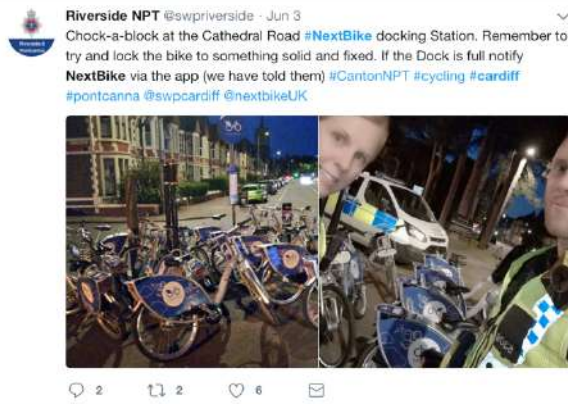 Riverside NPT @swpriverside · Jun 3
Chock-a-block at the Cathedral Road #NextBike docking Station. Remember to
try and lock the bike to something solid and fixed. If the Dock is full notify
NextBike via the app (we have told them) #CantonNPT #cycling #cardiff
#pontcanna @swpcardiff @nextbikeUK
2 2 6